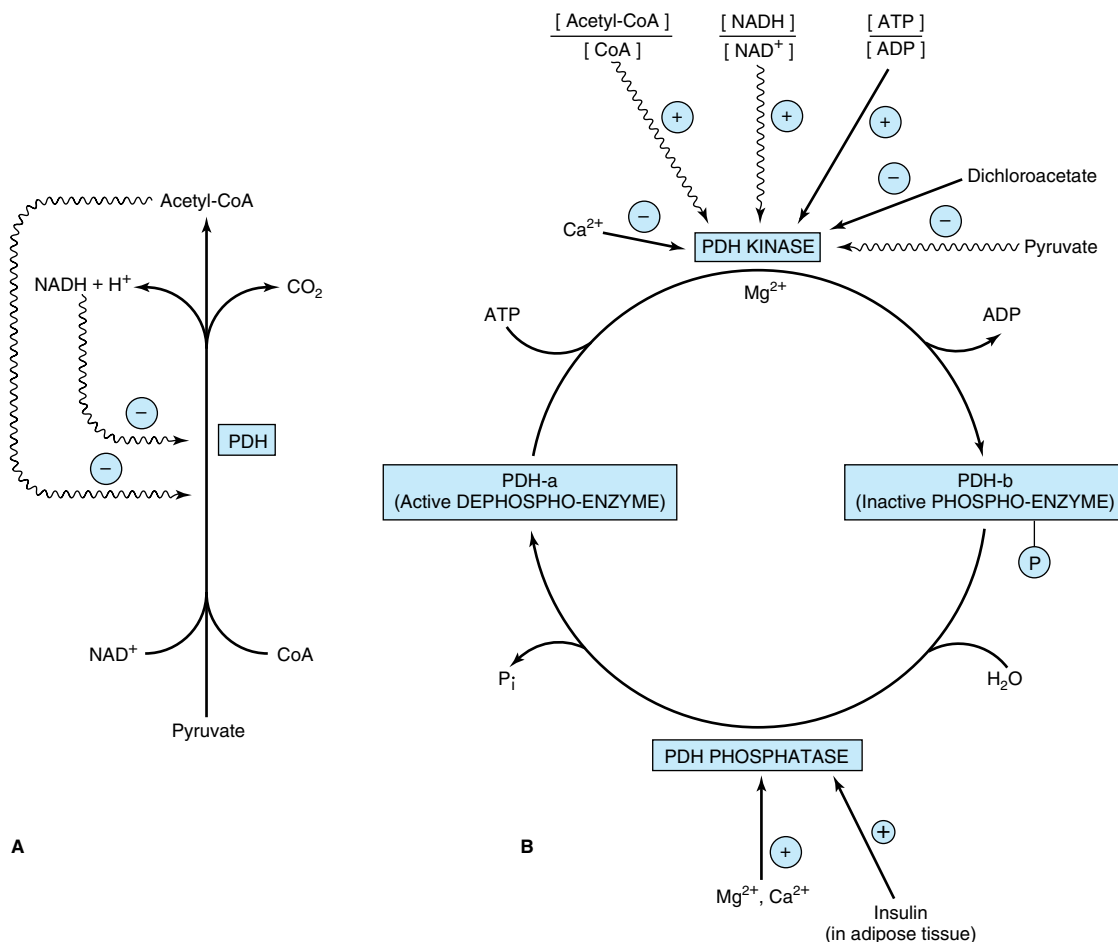 Acetyl-CoA
NADH + H⁺
CO₂
−
−
PDH
NAD⁺
CoA
Pyruvate
A
[ Acetyl-CoA ]
[ CoA ]
[ NADH ]
[ NAD⁺ ]
[ ATP ]
[ ADP ]
+
+
+
−
Dichloroacetate
−
Pyruvate
Ca²⁺
−
PDH KINASE
Mg²⁺
ATP
ADP
PDH-a
(Active DEPHOSPHO-ENZYME)
PDH-b
(Inactive PHOSPHO-ENZYME)
P
Pi
H₂O
PDH PHOSPHATASE
+
+
Mg²⁺, Ca²⁺
Insulin
(in adipose tissue)
B